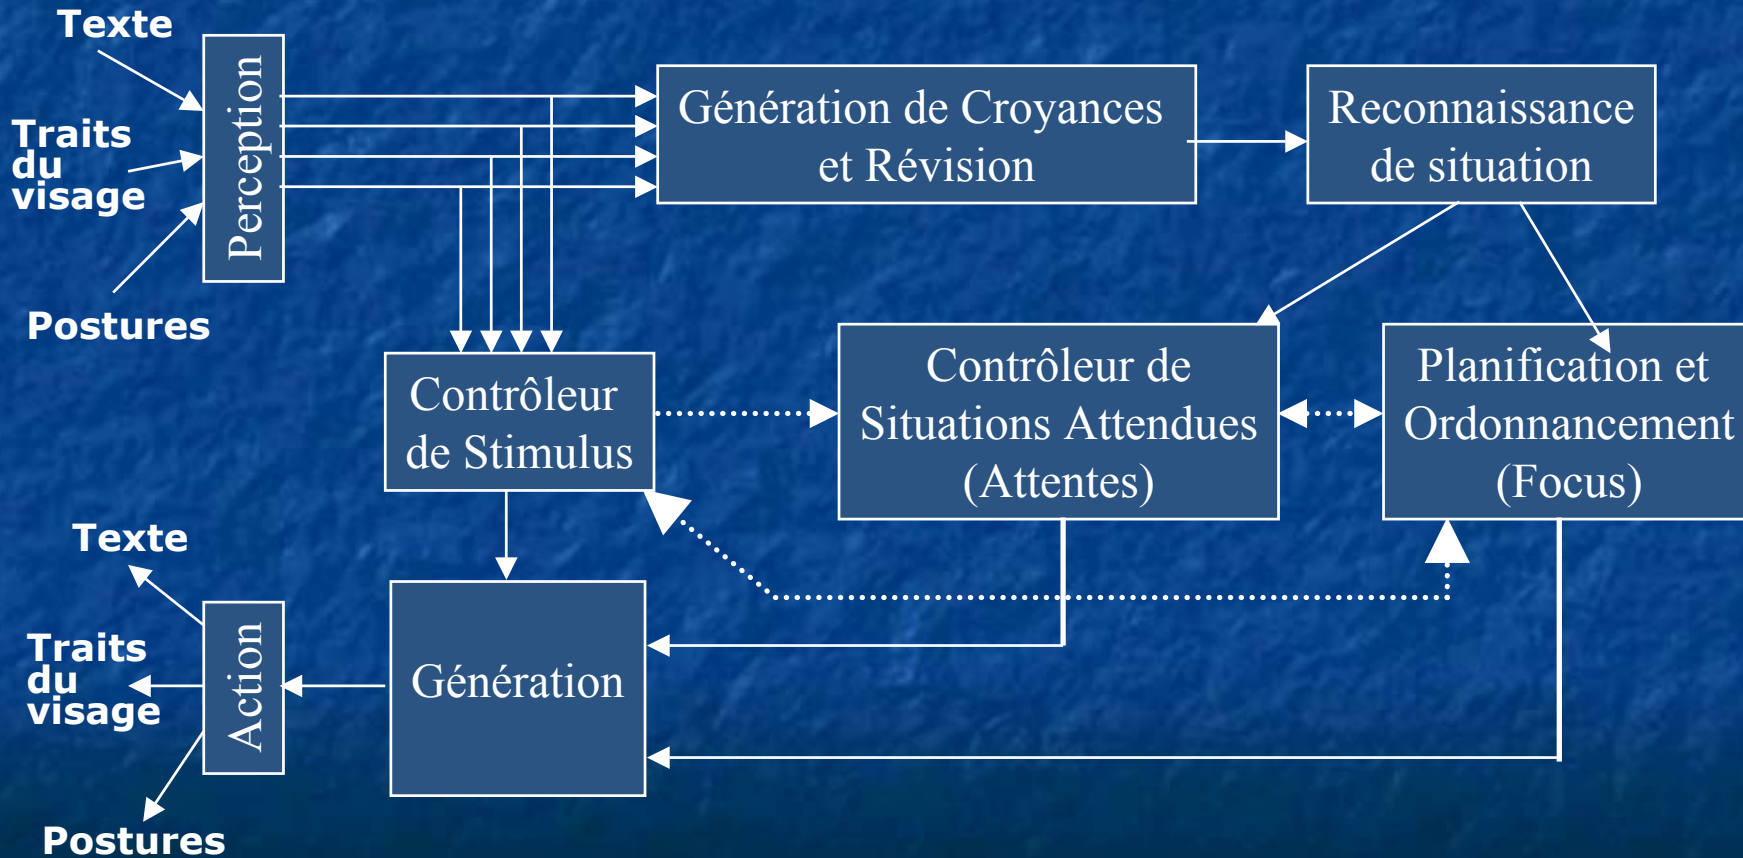 Texte
Traits
du
visage
Postures
Perception
Génération de Croyances
et Révision
Reconnaissance
de situation
Contrôleur
de Stimulus
Contrôleur de
Situations Attendues
(Attentes)
Planification et
Ordonnancement
(Focus)
Texte
Traits
du
visage
Postures
Action
Génération